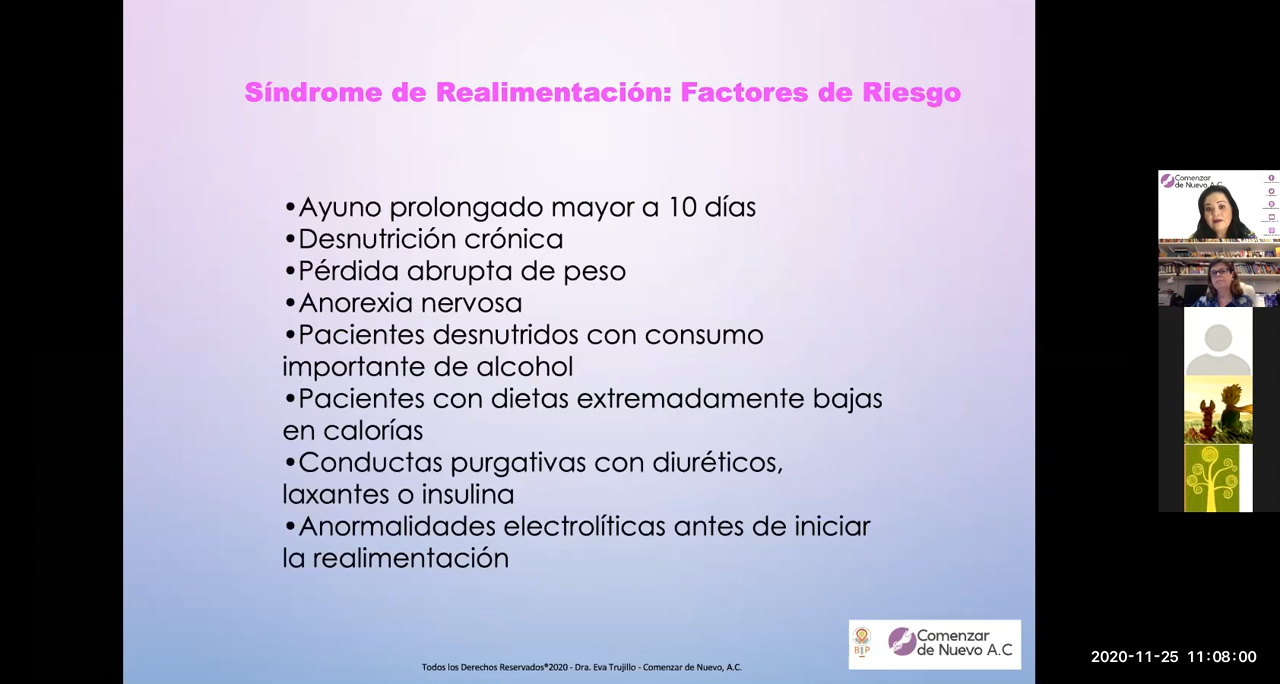 Síndrome de Realimentación: Factores de Riesgo
•Ayuno prolongado mayor a 10 días
•Desnutrición crónica
•Pérdida abrupta de peso
•Anorexia nervosa
•Pacientes desnutridos con consumo
importante de alcohol
•Pacientes con dietas extremadamente bajas
en calorías
•Conductas purgativas con diuréticos,
laxantes o insulina
•Anormalidades electrolíticas antes de iniciar
la realimentación
Comenzar
de Nuevo A.C
BIP
Comenzar
de Nuevo A.C
Todos los Derechos Reservados®2020 - Dra. Eva Trujillo - Comenzar de Nuevo, A.C.
2020-11-25 11:08:00